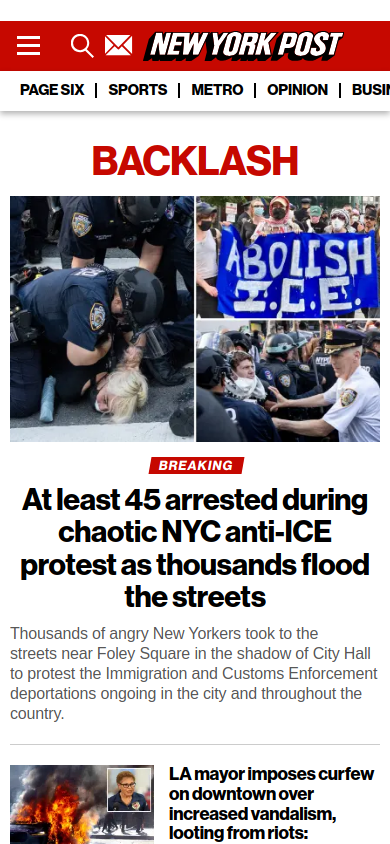 NEW YORK POST
PAGE SIX | SPORTS | METRO | OPINION | BUSI
BACKLASH
ABOLISH
I.C.E.
BREAKING
At least 45 arrested during
chaotic NYC anti-ICE
protest as thousands flood
the streets
Thousands of angry New Yorkers took to the
streets near Foley Square in the shadow of City Hall
to protest the Immigration and Customs Enforcement
deportations ongoing in the city and throughout the
country.
LA mayor imposes curfew
on downtown over
increased vandalism,
looting from riots: